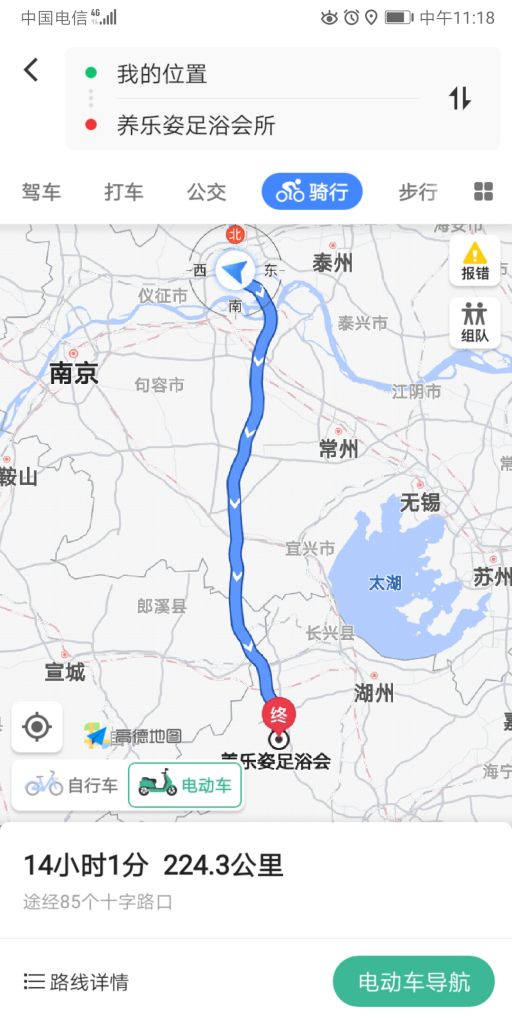 中国电信 4G 中午11:18
我的位置
养乐姿足浴会所
驾车 打车 公交 骑行 步行
北
西 东
南
泰州
报错
仪征市
泰兴市
组队
南京
句容市
江阴市
常州
鞍山
无锡
宜兴市
太湖
苏州
郎溪县
长兴县
宣城
湖州
终
高德地图
养乐姿足浴会
海宁
自行车 电动车
14小时1分 224.3公里
途经85个十字路口
路线详情 电动车导航